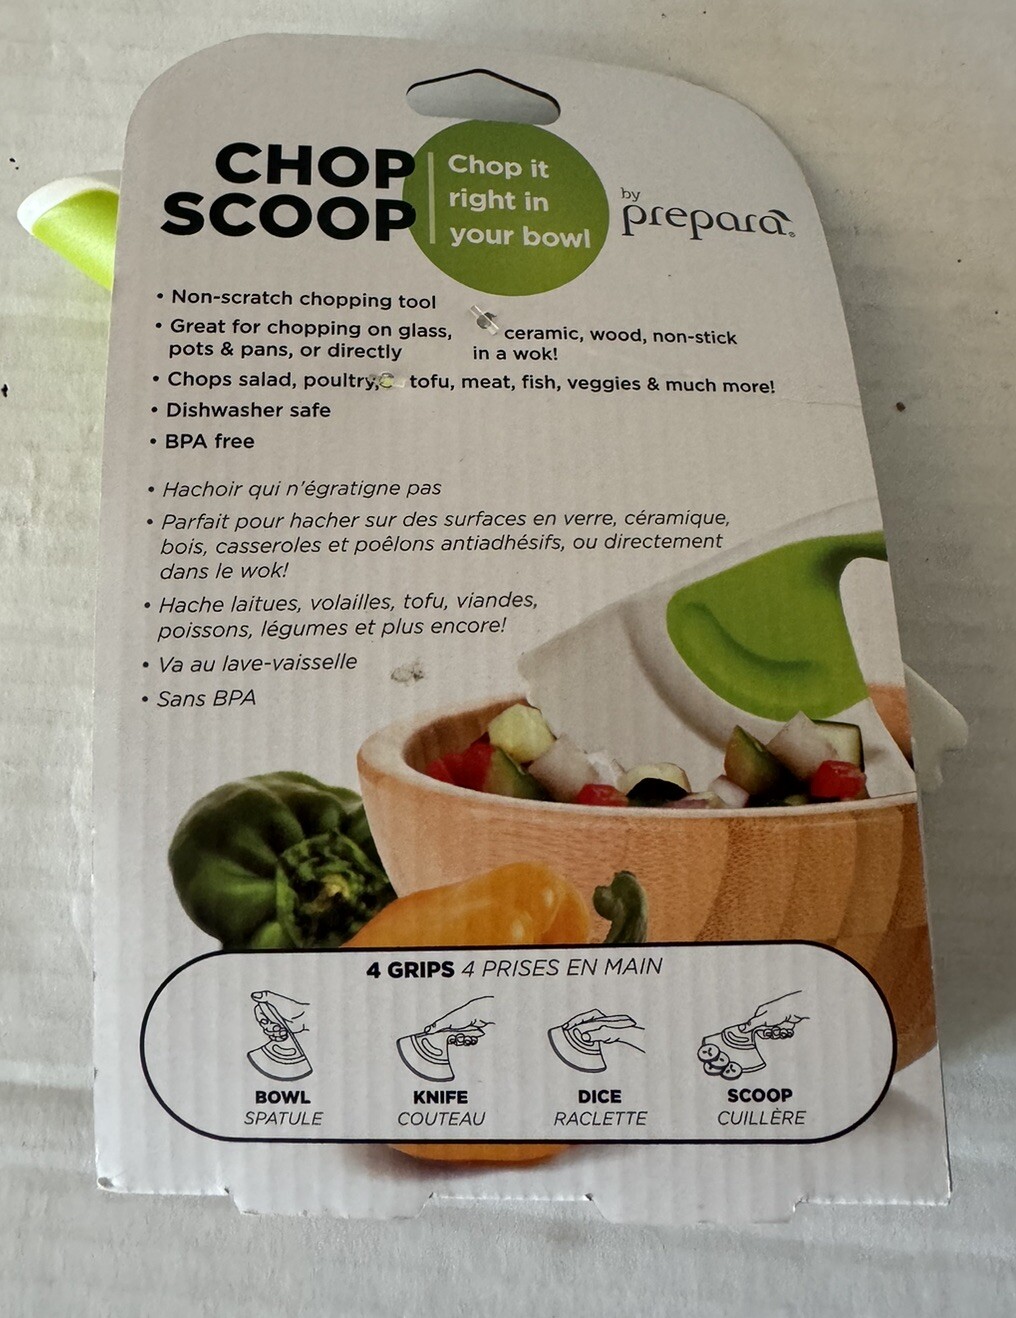 CHOP
SCOOP
Chop it
right in
your bowl
by
prepara®
• Non-scratch chopping tool
• Great for chopping on glass, ceramic, wood, non-stick
pots & pans, or directly in a wok!
• Chops salad, poultry, tofu, meat, fish, veggies & much more!
• Dishwasher safe
• BPA free
• Hachoir qui n'égratigne pas
• Parfait pour hacher sur des surfaces en verre, céramique,
bois, casseroles et poêlons antiadhésifs, ou directement
dans le wok!
• Hache laitues, volailles, tofu, viandes,
poissons, légumes et plus encore!
• Va au lave-vaisselle
• Sans BPA
4 GRIPS 4 PRISES EN MAIN
BOWL
SPATULE
KNIFE
COUTEAU
DICE
RACLETTE
SCOOP
CUILLÈRE